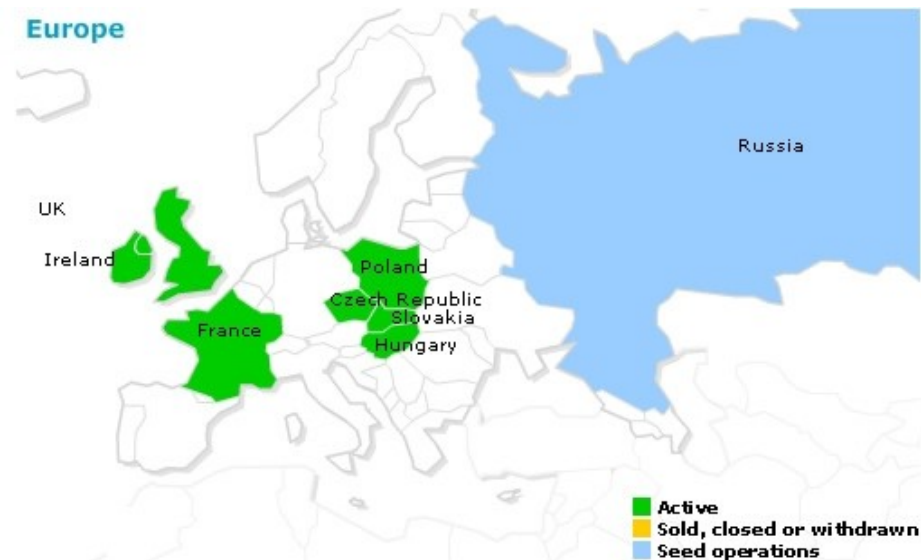 Europe
Russia
UK
Ireland
Poland
Czech Republic
Slovakia
France
Hungary
Active
Sold, closed or withdrawn
Seed operations